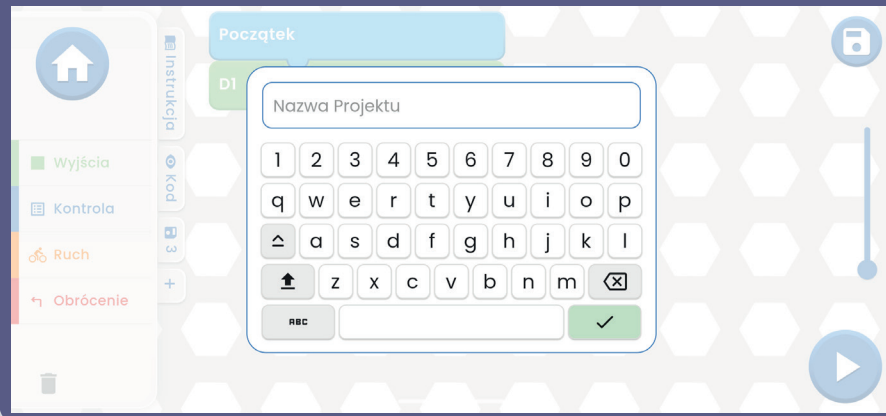 Początek
D1
Instrukcja
Kod
3
+
Wyjścia
Kontrola
Ruch
Obrócenie
Nazwa Projektu
1 2 3 4 5 6 7 8 9 0
q w e r t y u i o p
a s d f g h j k l
z x c v b n m
ABC